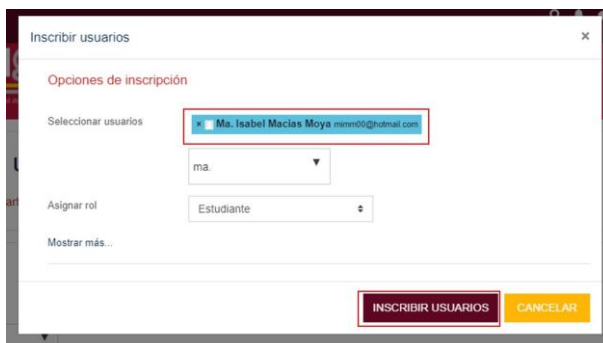 Inscribir usuarios ×
Opciones de inscripción
Seleccionar usuarios
× Ma. Isabel Macias Moya mimm00@hotmail.com
ma. ▼
Asignar rol Estudiante
Mostrar más...
INSCRIBIR USUARIOS CANCELAR